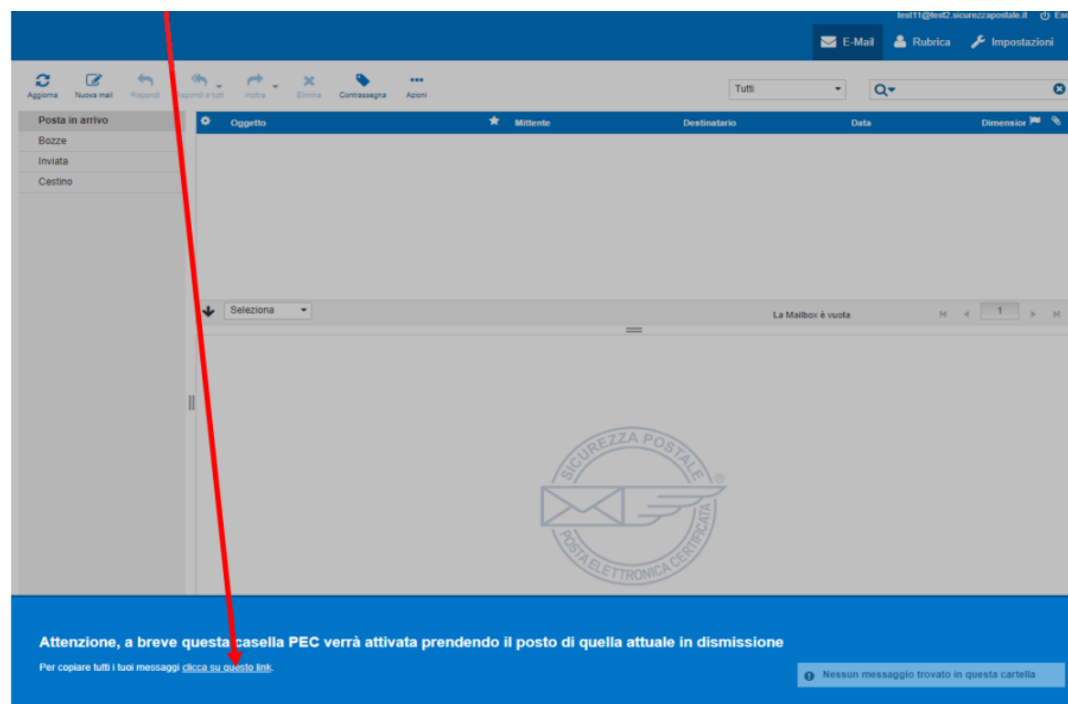 test11@test2.sicurezzapostale.it Esc
E-Mail Rubrica Impostazioni
Aggiorna Nuova mail Rispondi Rispondi a tutti Inoltra Elimina Contrassegna Azioni
Tutti
Posta in arrivo
Bozze
Inviata
Cestino
Oggetto Mittente Destinatario Data Dimension
Seleziona La Mailbox è vuota 1
SICUREZZA POSTALE ®
POSTA ELETTRONICA CERTIFICATA
Attenzione, a breve questa casella PEC verrà attivata prendendo il posto di quella attuale in dismissione
Per copiare tutti i tuoi messaggi clicca su questo link.
Nessun messaggio trovato in questa cartella